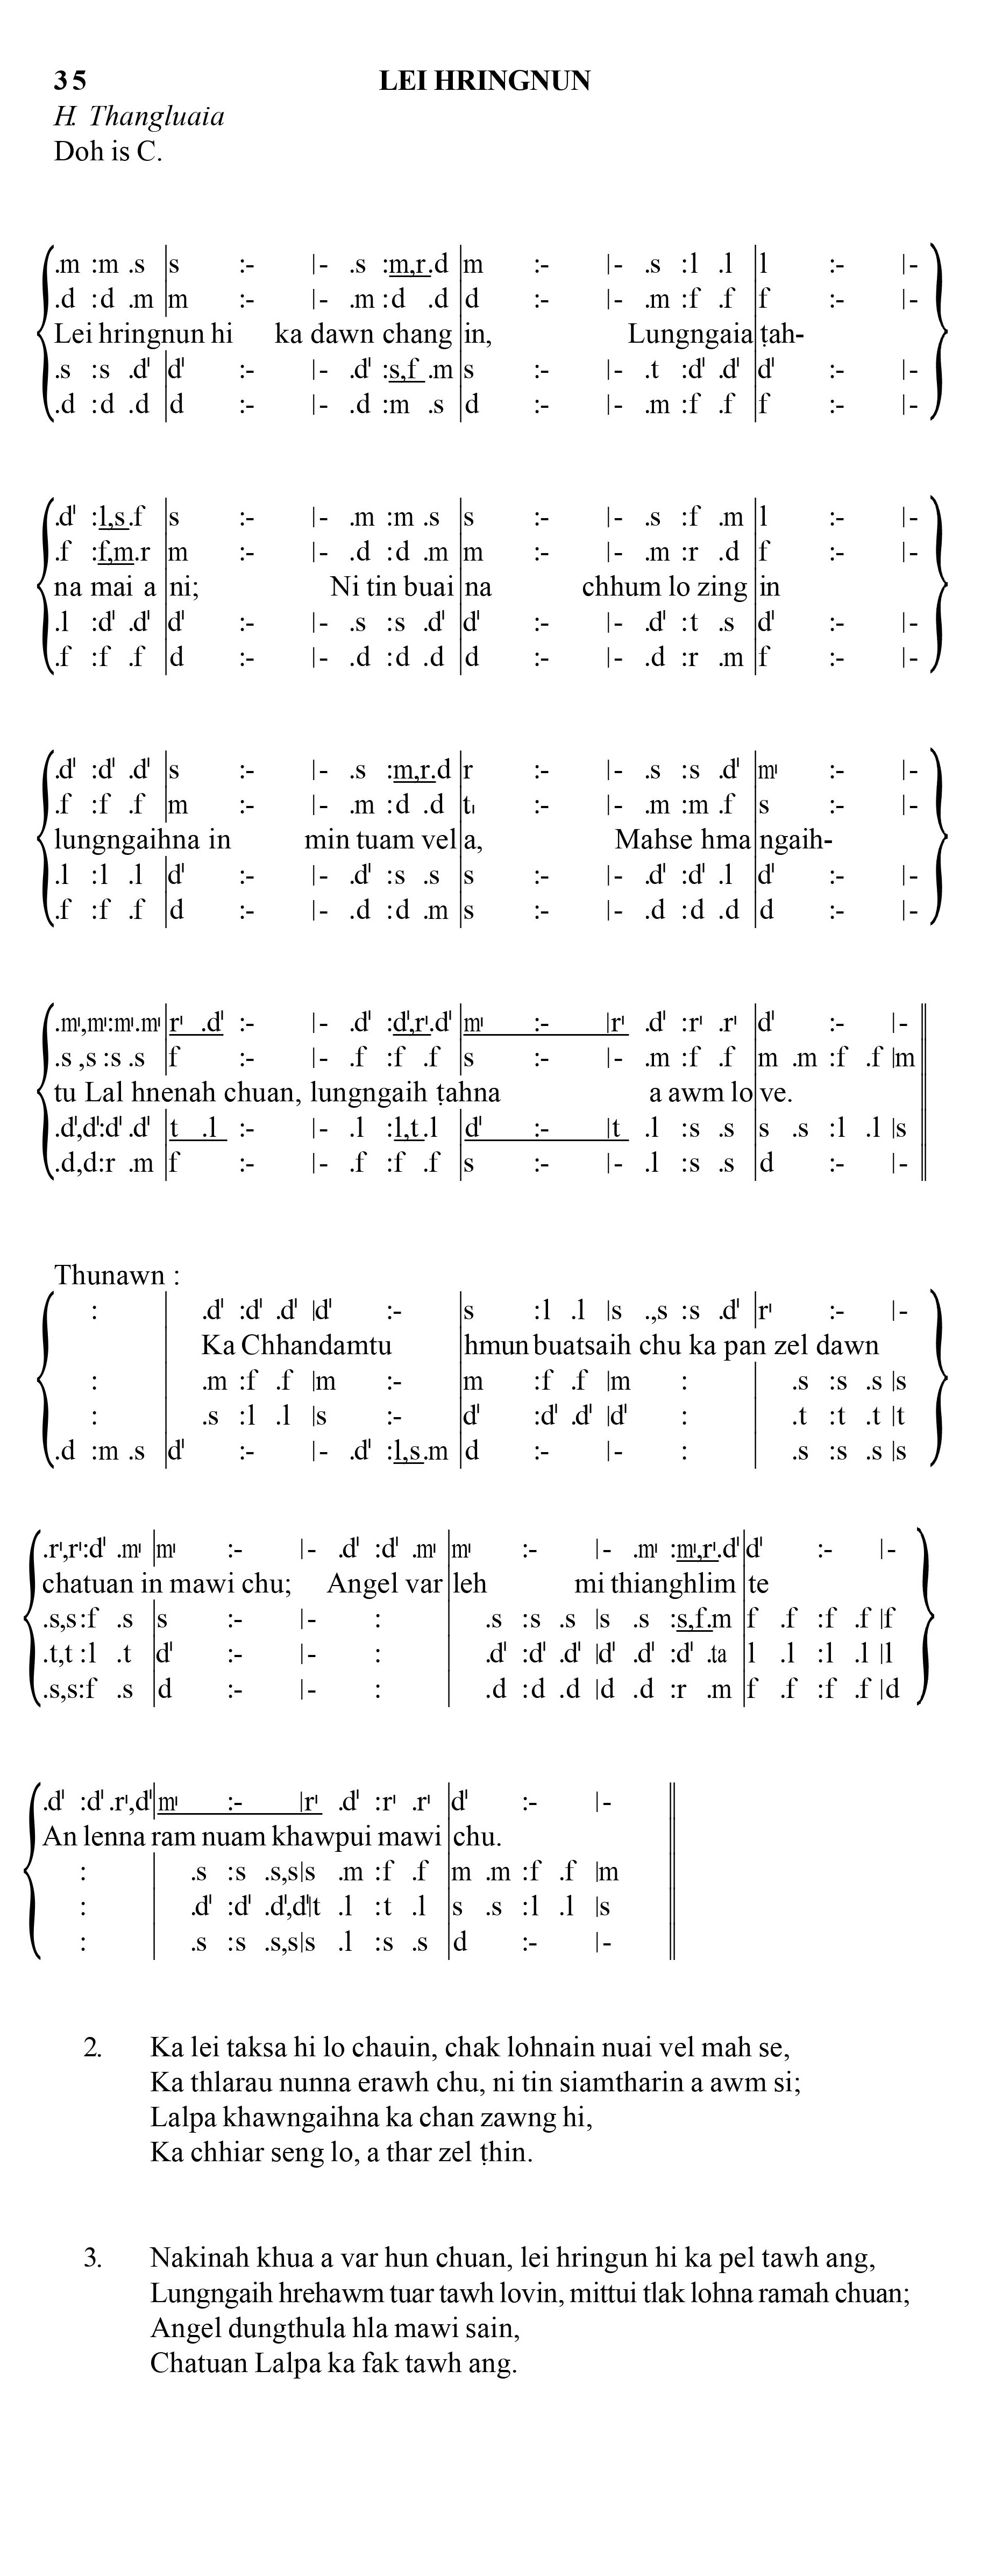 35 LEI HRINGNUN
H. Thangluaia
Doh is C.
.m :m .s |s :- |- .s :m,r.d |m :- |- .s :l .l |l :- |-
.d :d .m |m :- |- .m :d .d |d :- |- .m :f .f |f :- |-
Lei hringnun hi ka dawn chang in, Lungngaia ṭah-
.s :s .d' |d' :- |- .d' :s,f .m |s :- |- .t :d' .d' |d' :- |-
.d :d .d |d :- |- .d :m .s |d :- |- .m :f .f |f :- |-
.d' :l,s.f |s :- |- .m :m .s |s :- |- .s :f .m |l :- |-
.f :f,m.r |m :- |- .d :d .m |m :- |- .m :r .d |f :- |-
na mai a ni; Ni tin buai na chhum lo zing in
.l :d' .d' |d' :- |- .s :s .d' |d' :- |- .d' :t .s |d' :- |-
.f :f .f |d :- |- .d :d .d |d :- |- .d :r .m |f :- |-
.d' :d' .d' |s :- |- .s :m,r.d |r :- |- .s :s .d' |m' :- |-
.f :f .f |m :- |- .m :d .d |t, :- |- .m :m .f |s :- |-
lungngaihna in min tuam vel a, Mahse hma ngaih-
.l :l .l |d' :- |- .d' :s .s |s :- |- .d' :d' .l |d' :- |-
.f :f .f |d :- |- .d :d .m |s :- |- .d :d .d |d :- |-
.m',m':m'.m' |r' .d' :- |- .d' :d',r'.d' |m' :- |r' .d' :r' .r' |d' :- |- ||
.s ,s :s .s |f :- |- .f :f .f |s :- |- .m :f .f |m .m :f .f |m ||
tu Lal hnenah chuan, lungngaih ṭahna a awm lo ve.
.d',d':d' .d' |t .l :- |- .l :l,t.l |d' :- |t .l :s .s |s .s :l .l |s ||
.d,d:r .m |f :- |- .f :f .f |s :- |- .l :s .s |d :- |- ||
Thunawn :
: | .d' :d' .d' |d' :- |s :l .l |s .,s :s .d' |r' :- |-
Ka Chhandamtu hmun buatsaih chu ka pan zel dawn
: | .m :f .f |m :- |m :f .f |m : | .s :s .s |s
: | .s :l .l |s :- |d' :d' .d' |d' : | .t :t .t |t
.d :m .s |d' :- |- .d' :l,s.m |d :- |- : | .s :s .s |s
.r',r':d' .m' |m' :- |- .d' :d' .m' |m' :- |- .m' :m',r'.d' |d' :- |-
chatuan in mawi chu; Angel var leh mi thianghlim te
.s,s:f .s |s :- |- : | .s :s .s |s .s :s,f.m |f .f :f .f |f
.t,t :l .t |d' :- |- : | .d' :d' .d' |d' .d' :d' .ta |l .l :l .l |l
.s,s:f .s |d :- |- : | .d :d .d |d .d :r .m |f .f :f .f |d
.d' :d' .r',d' |m' :- |r' .d' :r' .r' |d' :- |- ||
An lenna ram nuam khawpui mawi chu.
: | .s :s .s,s|s .m :f .f |m .m :f .f |m ||
: | .d' :d' .d',d'|t .l :t .l |s .s :l .l |s ||
: | .s :s .s,s|s .l :s .s |d :- |- ||
2. Ka lei taksa hi lo chauin, chak lohnain nuai vel mah se,
Ka thlarau nunna erawh chu, ni tin siamtharin a awm si;
Lalpa khawngaihna ka chan zawng hi,
Ka chhiar seng lo, a thar zel ṭhin.
3. Nakinah khua a var hun chuan, lei hringun hi ka pel tawh ang,
Lungngaih hrehawm tuar tawh lovin, mittui tlak lohna ramah chuan;
Angel dungthula hla mawi sain,
Chatuan Lalpa ka fak tawh ang.